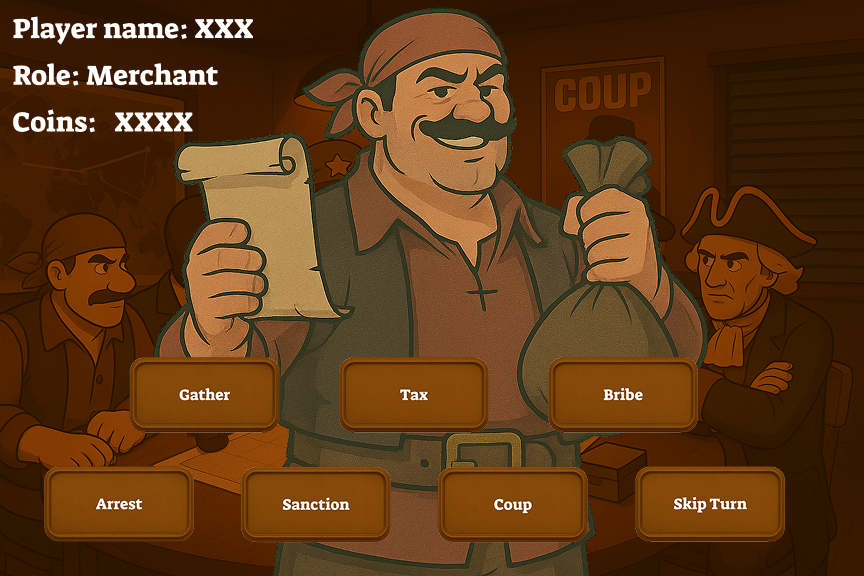 Player name: XXX
Role: Merchant
Coins: XXXX
COUP
Gather
Tax
Bribe
Arrest
Sanction
Coup
Skip Turn